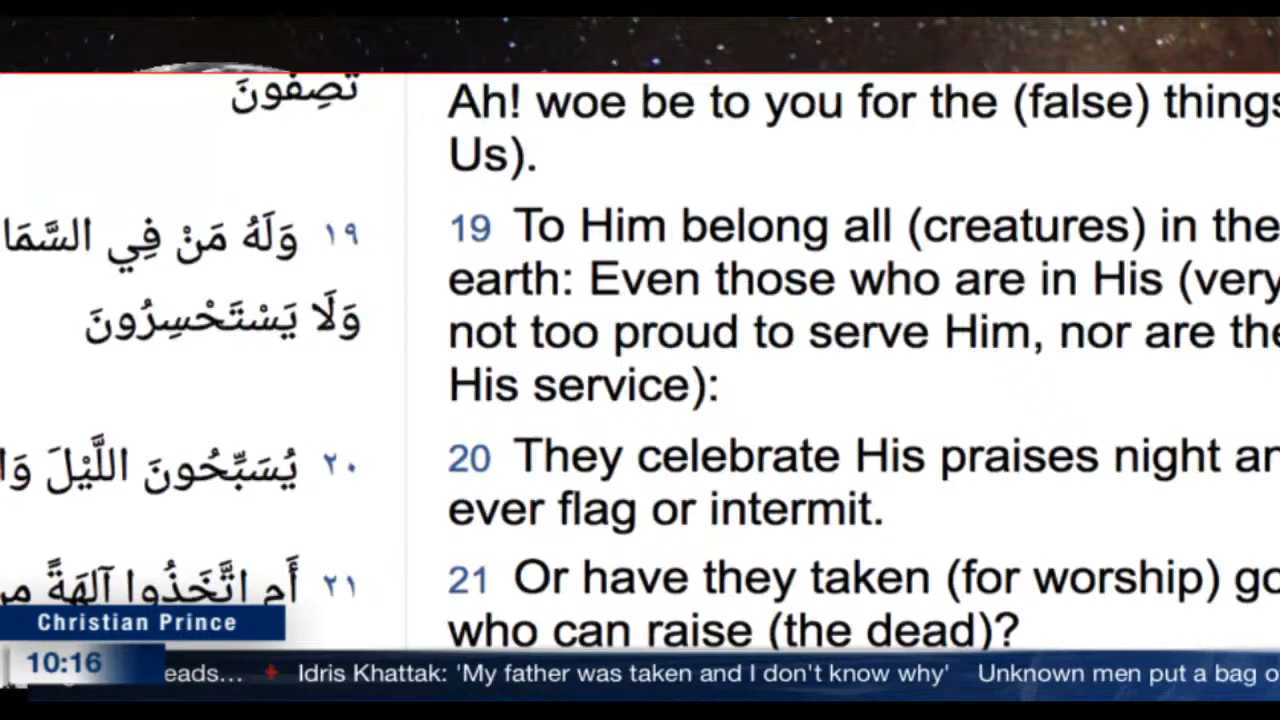 تَصِفُونَ
Ah! woe be to you for the (false) things
Us).
١٩ وَلَهُ مَنْ فِي السَّمَا
وَلَا يَسْتَحْسِرُونَ
19 To Him belong all (creatures) in the
earth: Even those who are in His (very
not too proud to serve Him, nor are the
His service):
٢٠ يُسَبِّحُونَ اللَّيْلَ وَا
20 They celebrate His praises night an
ever flag or intermit.
٢١ أَمِ اتَّخَذُوا آلِهَةً مِن
21 Or have they taken (for worship) go
who can raise (the dead)?
Christian Prince
10:16
eads... Idris Khattak: 'My father was taken and I don't know why' Unknown men put a bag o